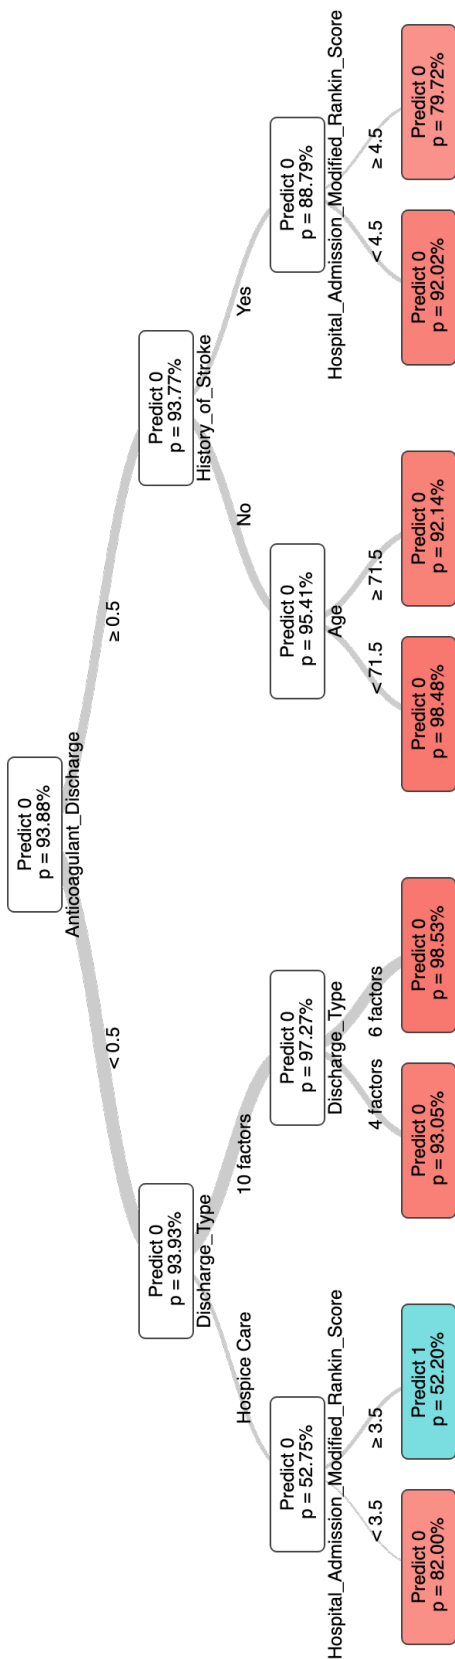 Predict 0
p = 93.88%
Anticoagulant_Discharge
< 0.5
≥ 0.5
Predict 0
p = 93.93%
Discharge_Type
Predict 0
p = 93.77%
History_of_Stroke
Hospice Care
10 factors
No
Yes
Predict 0
p = 52.75%
Hospital_Admission_Modified_Rankin_Score
Predict 0
p = 97.27%
Discharge_Type
Predict 0
p = 95.41%
Age
Predict 0
p = 88.79%
Hospital_Admission_Modified_Rankin_Score
< 3.5
≥ 3.5
4 factors
6 factors
< 71.5
≥ 71.5
< 4.5
≥ 4.5
Predict 0
p = 82.00%
Predict 1
p = 52.20%
Predict 0
p = 93.05%
Predict 0
p = 98.53%
Predict 0
p = 98.48%
Predict 0
p = 92.14%
Predict 0
p = 92.02%
Predict 0
p = 79.72%